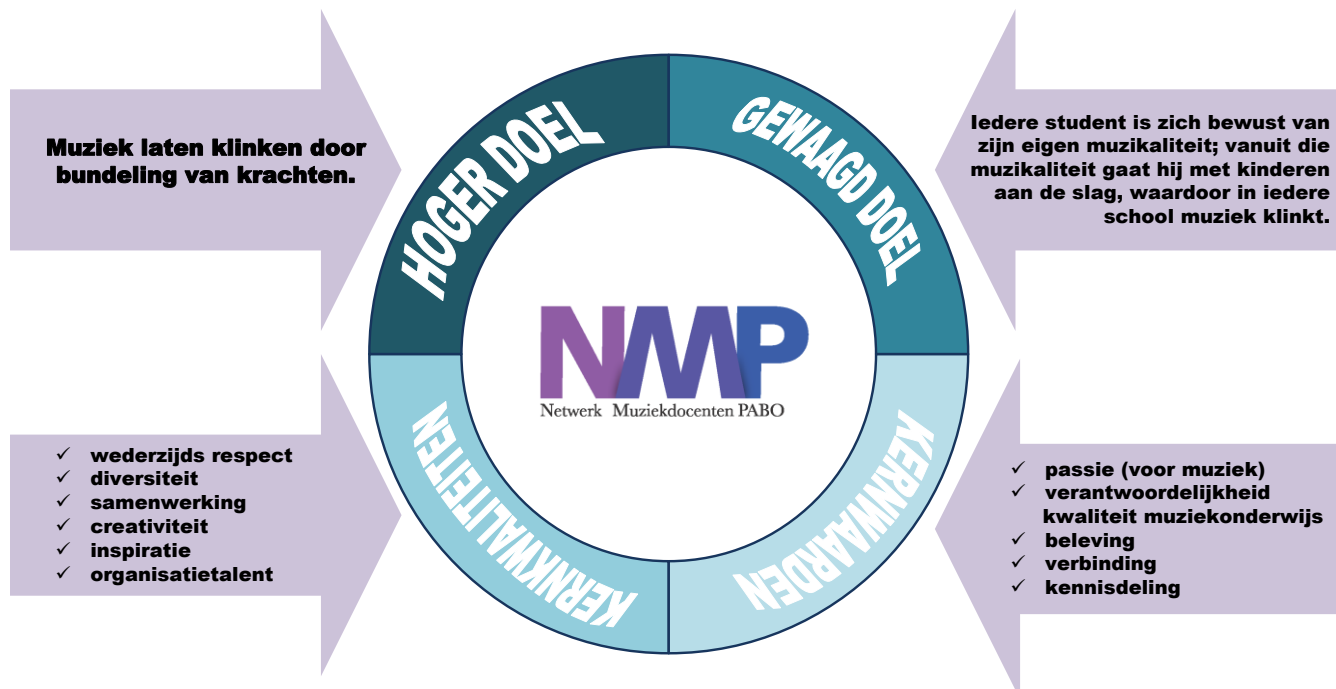 HOGER DOEL
Muziek laten klinken door
bundeling van krachten.
GEWAAGD DOEL
Iedere student is zich bewust van
zijn eigen muzikaliteit; vanuit die
muzikaliteit gaat hij met kinderen
aan de slag, waardoor in iedere
school muziek klinkt.
NMP
Netwerk Muziekdocenten PABO
KERNKWALITEITEN
✓ wederzijds respect
✓ diversiteit
✓ samenwerking
✓ creativiteit
✓ inspiratie
✓ organisatietalent
KERNWAARDEN
✓ passie (voor muziek)
✓ verantwoordelijkheid
kwaliteit muziekonderwijs
✓ beleving
✓ verbinding
✓ kennisdeling